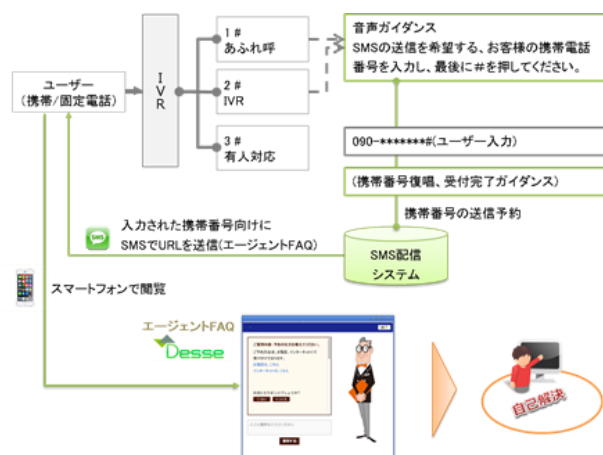 1#
あふれ呼
音声ガイダンス
SMSの送信を希望する、お客様の携帯電話
番号を入力し、最後に#を押してください。
ユーザー
(携帯/固定電話)
IVR
2#
IVR
3#
有人対応
090-*******#(ユーザー入力)
(携帯番号復唱、受付完了ガイダンス)
携帯番号の送信予約
入力された携帯番号向けに
SMSでURLを送信(エージェントFAQ)
SMS配信
システム
スマートフォンで閲覧
エージェントFAQ
Desse
自己解決